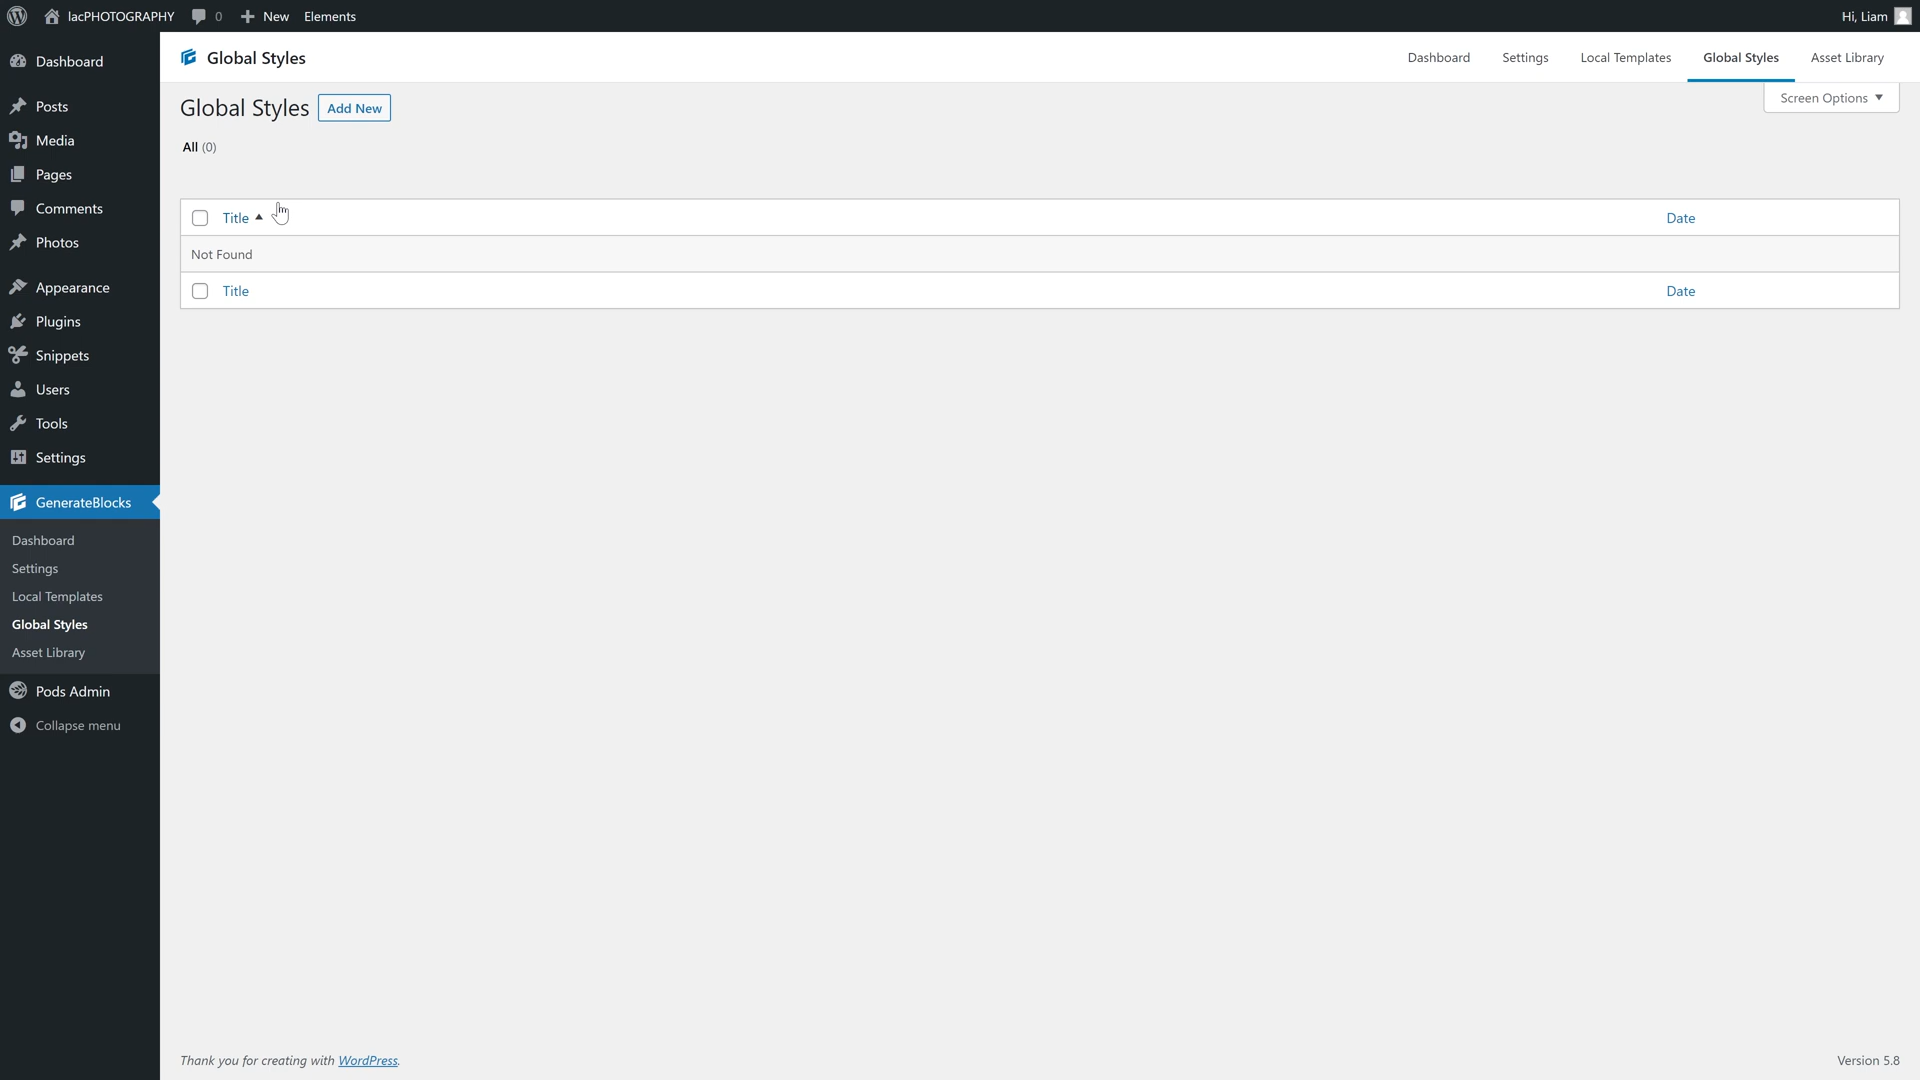 lacPHOTOGRAPHY 0 New Elements Hi, Liam
Global Styles Dashboard Settings Local Templates Global Styles Asset Library
Dashboard
Posts
Media
Pages
Comments
Photos
Appearance
Plugins
Snippets
Users
Tools
Settings
GenerateBlocks
Dashboard
Settings
Local Templates
Global Styles
Asset Library
Pods Admin
Collapse menu
Global Styles Add New
Screen Options
All (0)
Title Date
Not Found
Title Date
Thank you for creating with WordPress. Version 5.8